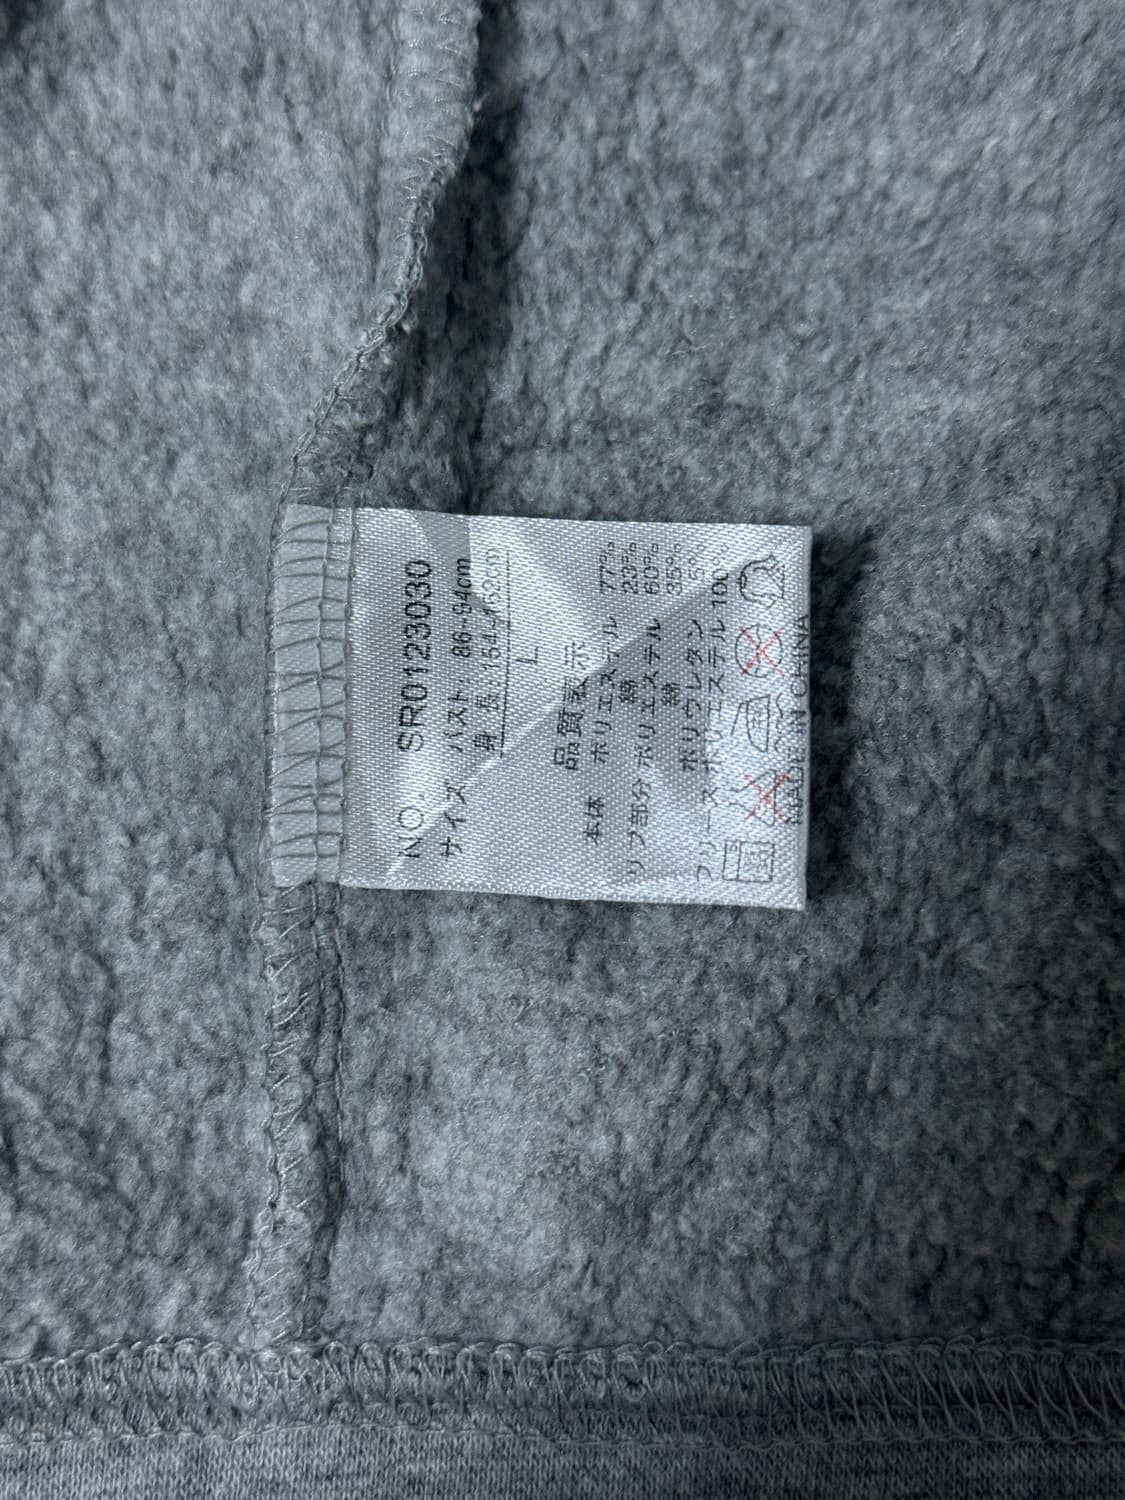 NO. SR0123030
サイズ バスト：86~94cm
身 長：154~162cm
L
品質表示
本体 ポリエステル 77%
綿 23%
リブ部分 ポリエステル 60%
綿 35%
ポリウレタン 5%
フリース ポリエステル 100%
MADE IN CHINA